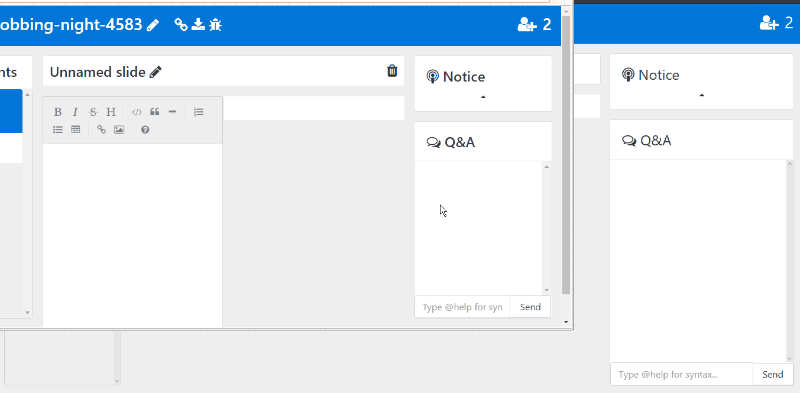 obbing-night-4583
2
nts
Unnamed slide
Notice
B I S H
Q&A
Type @help for syn
Send
2
Notice
Q&A
Type @help for syntax...
Send